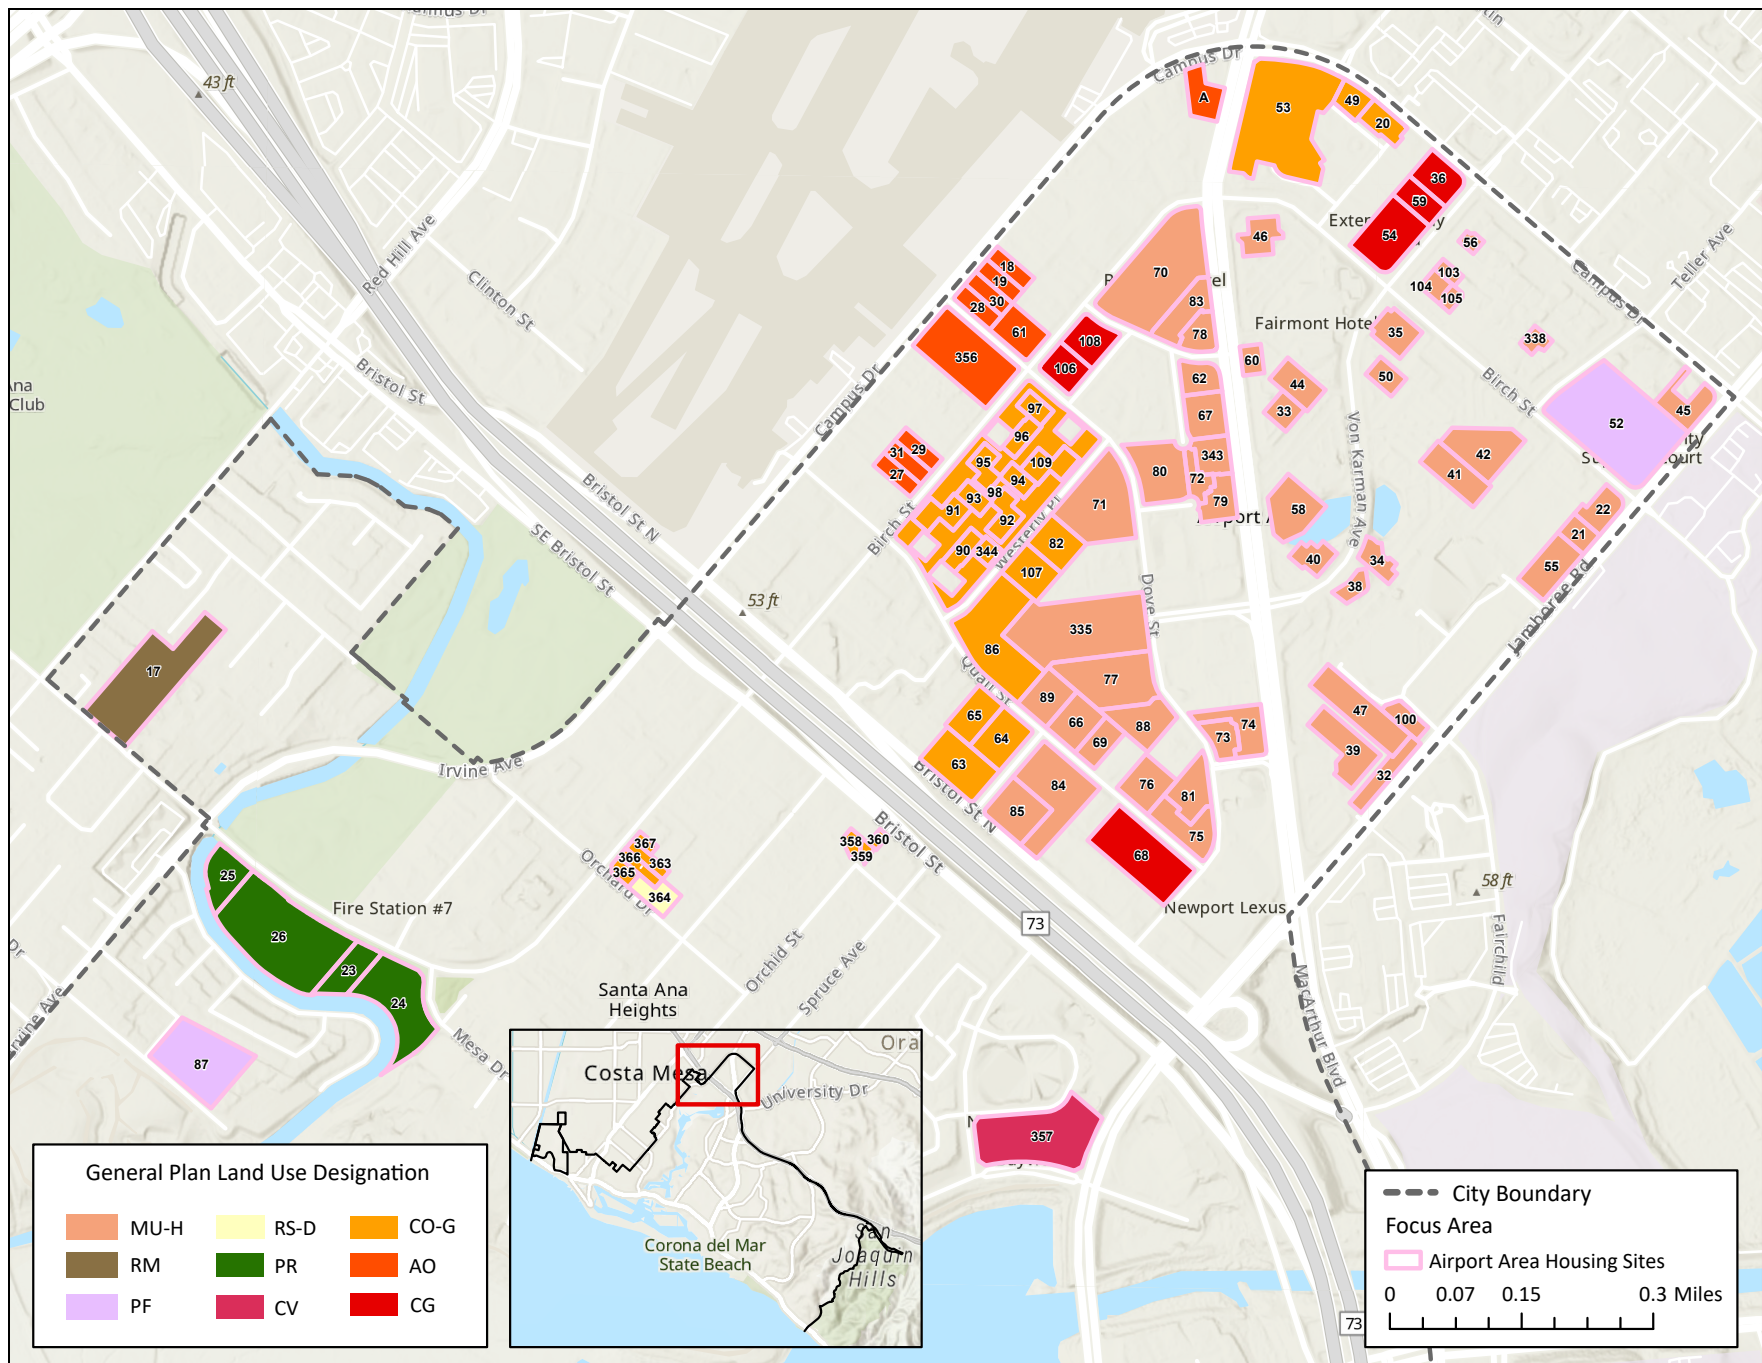 Campus Dr
43 ft
A
53
49
20
36
59
54
56
Red Hill Ave
Clinton St
Teller Ave
Campus Dr
46
70
83
78
103
104
105
18
19
30
28
61
356
108
106
Fairmont Hotel
35
338
60
50
44
33
62
67
Bristol St
Club
Campus Dr
Birch St
52
45
97
96
95
109
94
98
93
91
92
90
344
31
29
27
Birch St
Westerly Pl
71
80
343
72
79
Von Karman Ave
58
42
41
22
21
55
Bristol St N
SE Bristol St
82
107
40
34
38
Dove St
Jamboree Rd
53 ft
335
86
77
Quail St
89
66
69
88
65
64
63
17
47
100
39
32
74
73
Irvine Ave
Bristol St N
84
85
76
81
75
68
Bristol St
367
366
363
365
364
Orchard Dr
358
360
359
25
26
23
24
Fire Station #7
58 ft
Newport Lexus
73
Fairchild
Orchid St
Spruce Ave
Santa Ana
Heights
Dr
Irvine Ave
Mesa Dr
MacArthur Blvd
87
357
Costa Mesa
University Dr
Corona del Mar
State Beach
San
Joaquin
Hills
General Plan Land Use Designation
MU-H
RS-D
CO-G
RM
PR
AO
PF
CV
CG
City Boundary
Focus Area
Airport Area Housing Sites
0 0.07 0.15 0.3 Miles
73